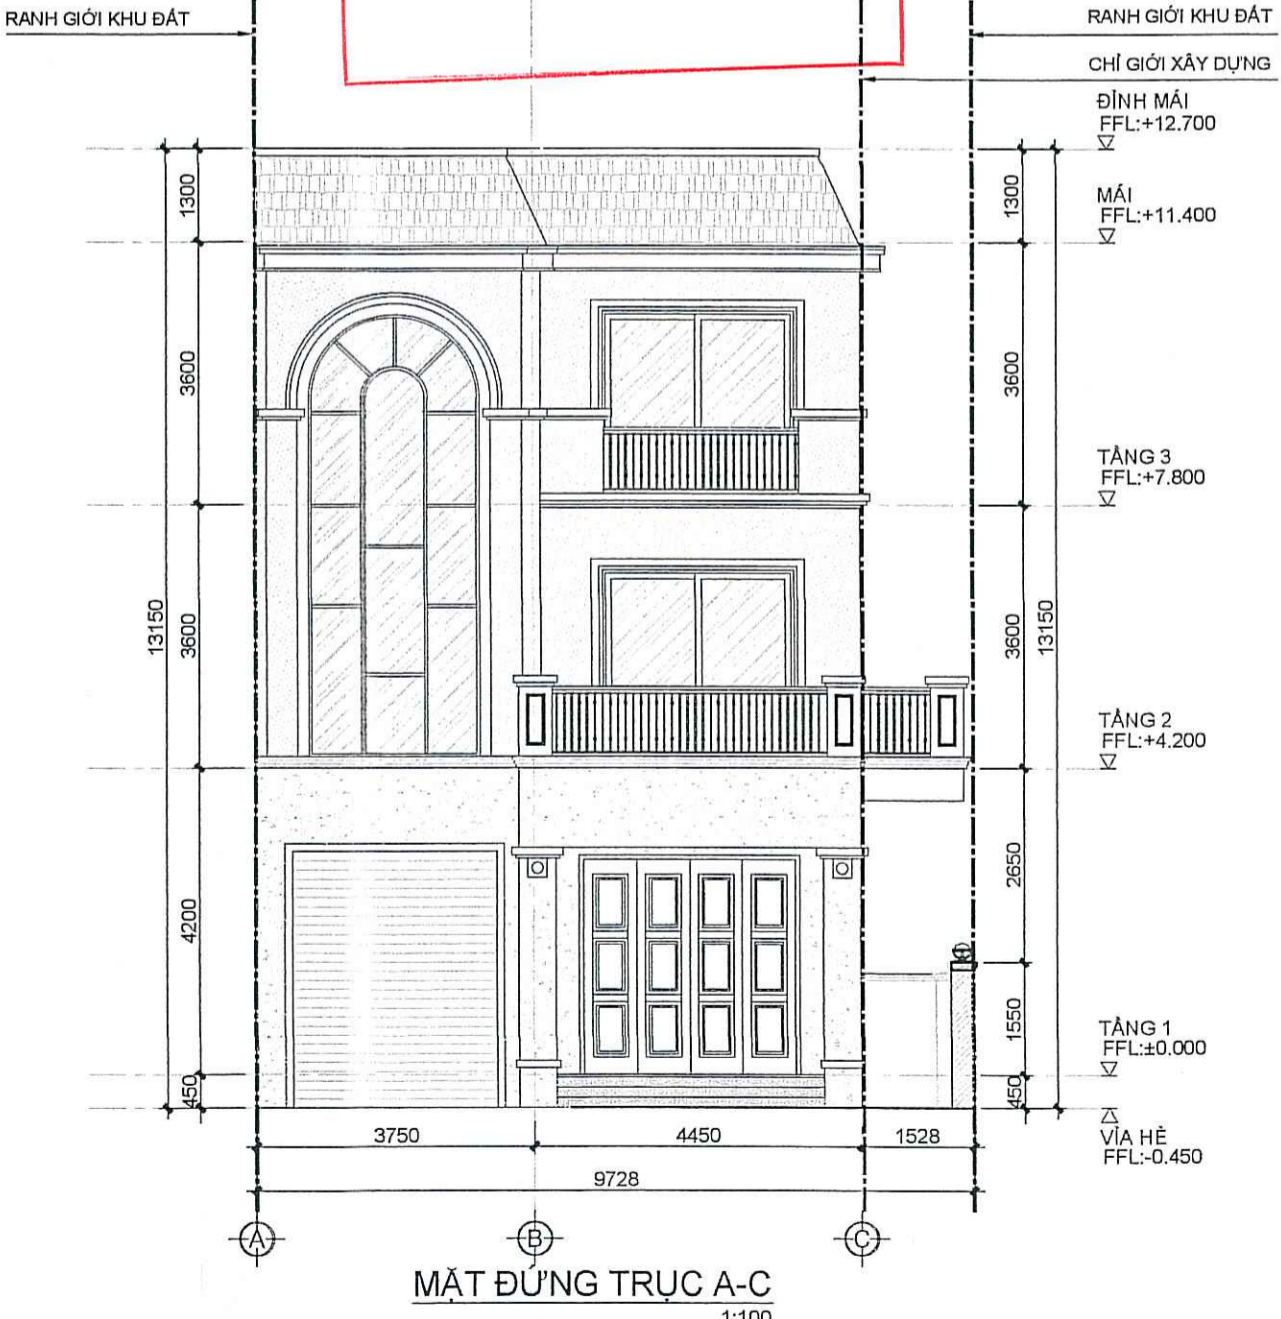 RANH GIỚI KHU ĐẤT
RANH GIỚI KHU ĐẤT
CHỈ GIỚI XÂY DỰNG
ĐỈNH MÁI
FFL:+12.700
MÁI
FFL:+11.400
TẦNG 3
FFL:+7.800
TẦNG 2
FFL:+4.200
TẦNG 1
FFL:±0.000
VỈA HÈ
FFL:-0.450
1300
3600
3600
4200
450
13150
1300
3600
3600
2650
1550
450
13150
3750
4450
1528
9728
A
B
C
MẶT ĐỨNG TRỤC A-C
1:100